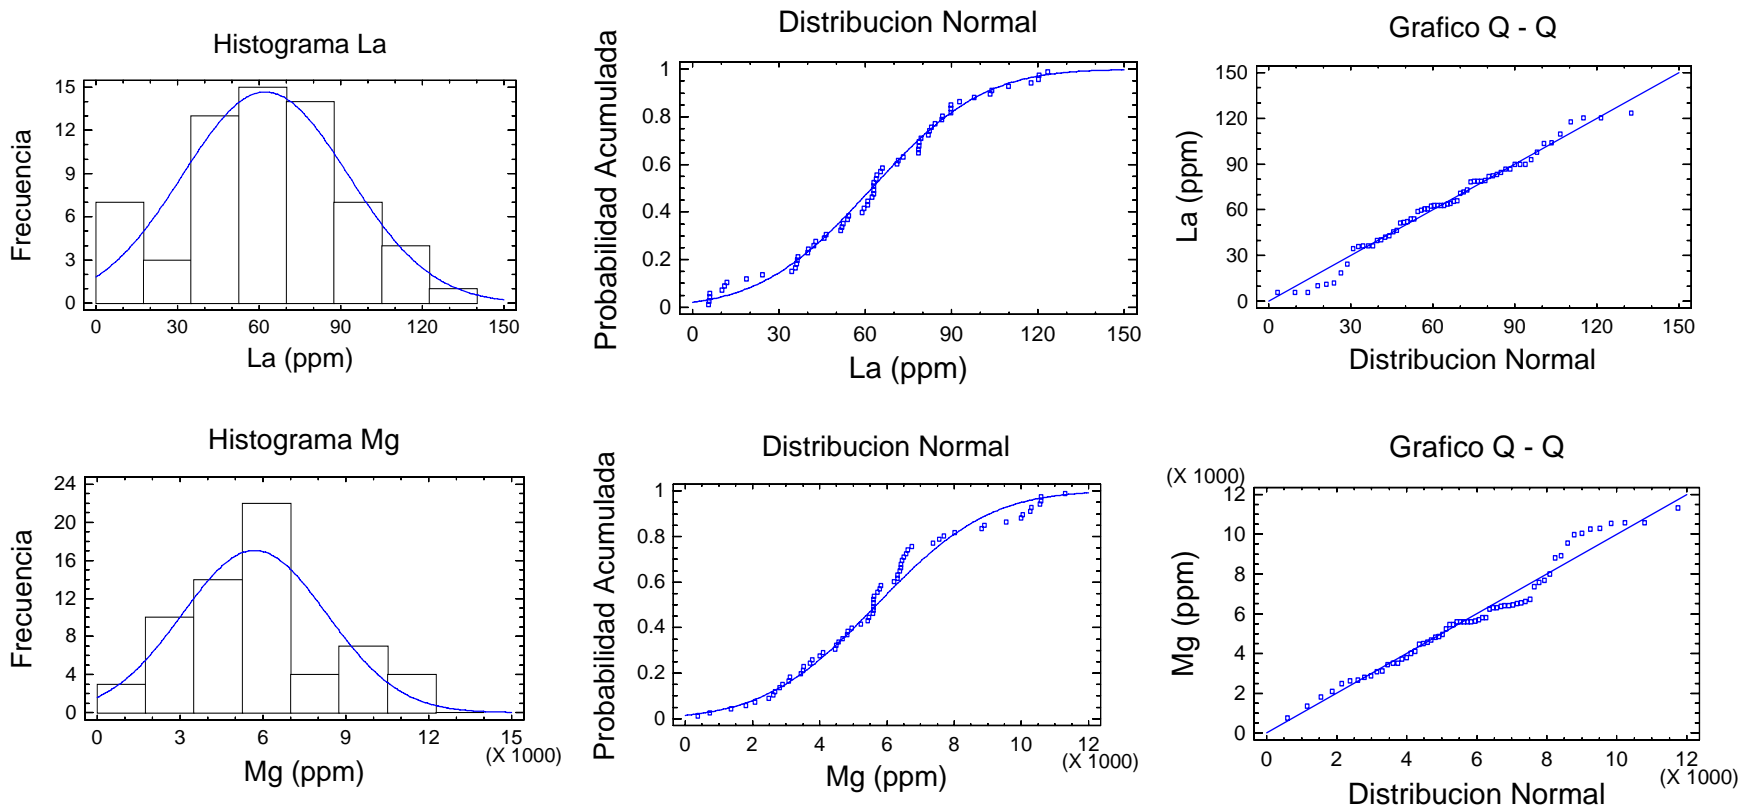 Histograma La
Frecuencia
15
12
9
6
3
0
0 30 60 90 120 150
La (ppm)
Distribucion Normal
Probabilidad Acumulada
1
0.8
0.6
0.4
0.2
0
0 30 60 90 120 150
La (ppm)
Grafico Q - Q
La (ppm)
150
120
90
60
30
0
0 30 60 90 120 150
Distribucion Normal
Histograma Mg
Frecuencia
24
20
16
12
8
4
0
0 3 6 9 12 15
(X 1000)
Mg (ppm)
Distribucion Normal
Probabilidad Acumulada
1
0.8
0.6
0.4
0.2
0
0 2 4 6 8 10 12
(X 1000)
Mg (ppm)
Grafico Q - Q
(X 1000)
Mg (ppm)
12
10
8
6
4
2
0
0 2 4 6 8 10 12
(X 1000)
Distribucion Normal